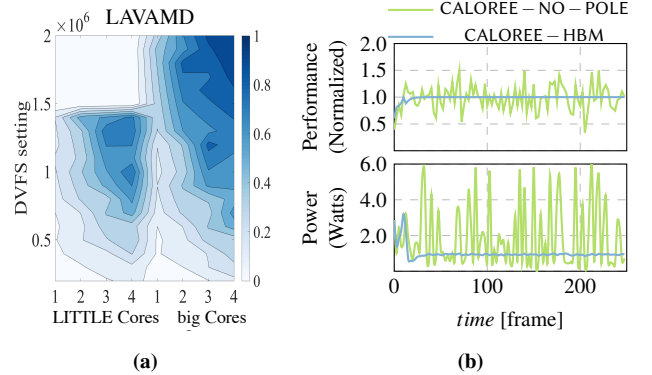 LAVAMD
2 ×10⁶
1.5
1
0.5
DVFS setting
1 2 3 4 1 2 3 4
LITTLE Cores big Cores
1
0.8
0.6
0.4
0.2
0
(a)
CALOREE – NO – POLE
CALOREE – HBM
Performance
(Normalized)
2.0
1.5
1.0
0.5
Power
(Watts)
6.0
4.0
2.0
0 100 200
time [frame]
(b)